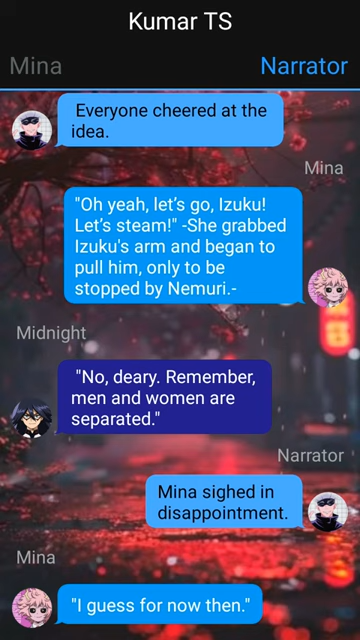 Kumar TS
Mina Narrator
Everyone cheered at the
idea.
Mina
"Oh yeah, let's go, Izuku!
Let's steam!" -She grabbed
Izuku's arm and began to
pull him, only to be
stopped by Nemuri.-
Midnight
"No, deary. Remember,
men and women are
separated."
Narrator
Mina sighed in
disappointment.
Mina
"I guess for now then."